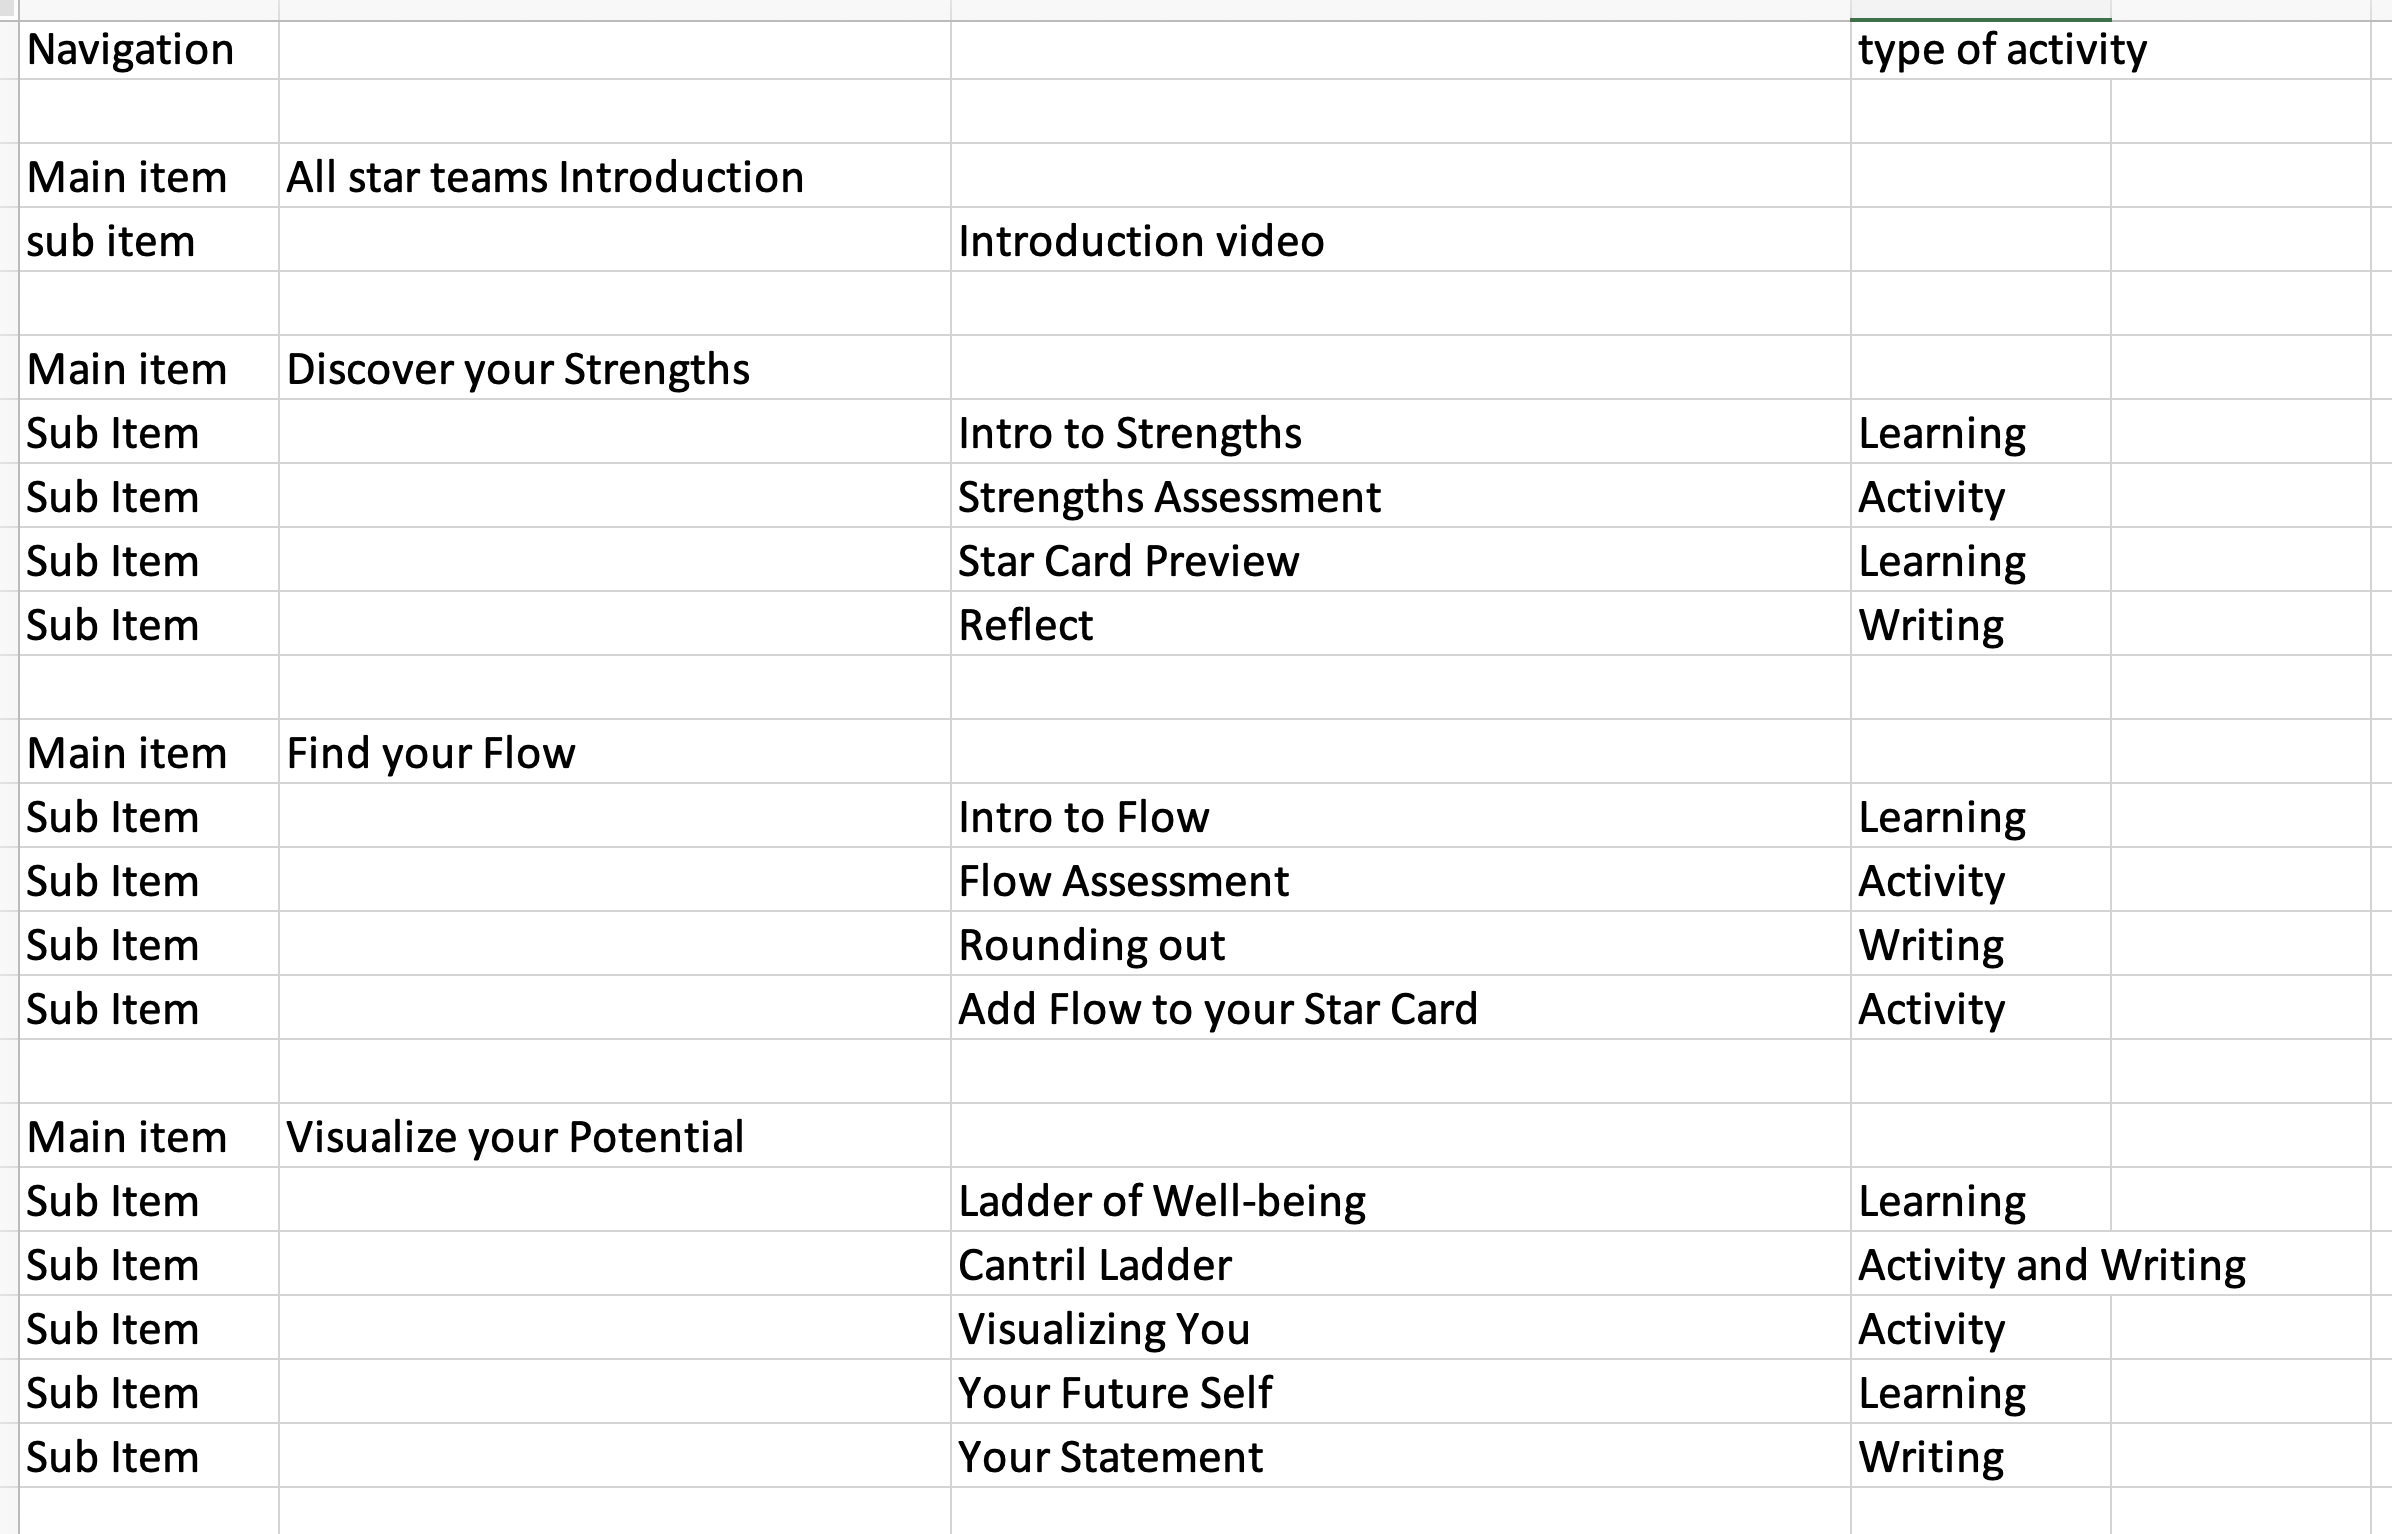 Navigation type of activity
Main item All star teams Introduction
sub item Introduction video
Main item Discover your Strengths
Sub Item Intro to Strengths Learning
Sub Item Strengths Assessment Activity
Sub Item Star Card Preview Learning
Sub Item Reflect Writing
Main item Find your Flow
Sub Item Intro to Flow Learning
Sub Item Flow Assessment Activity
Sub Item Rounding out Writing
Sub Item Add Flow to your Star Card Activity
Main item Visualize your Potential
Sub Item Ladder of Well-being Learning
Sub Item Cantril Ladder Activity and Writing
Sub Item Visualizing You Activity
Sub Item Your Future Self Learning
Sub Item Your Statement Writing